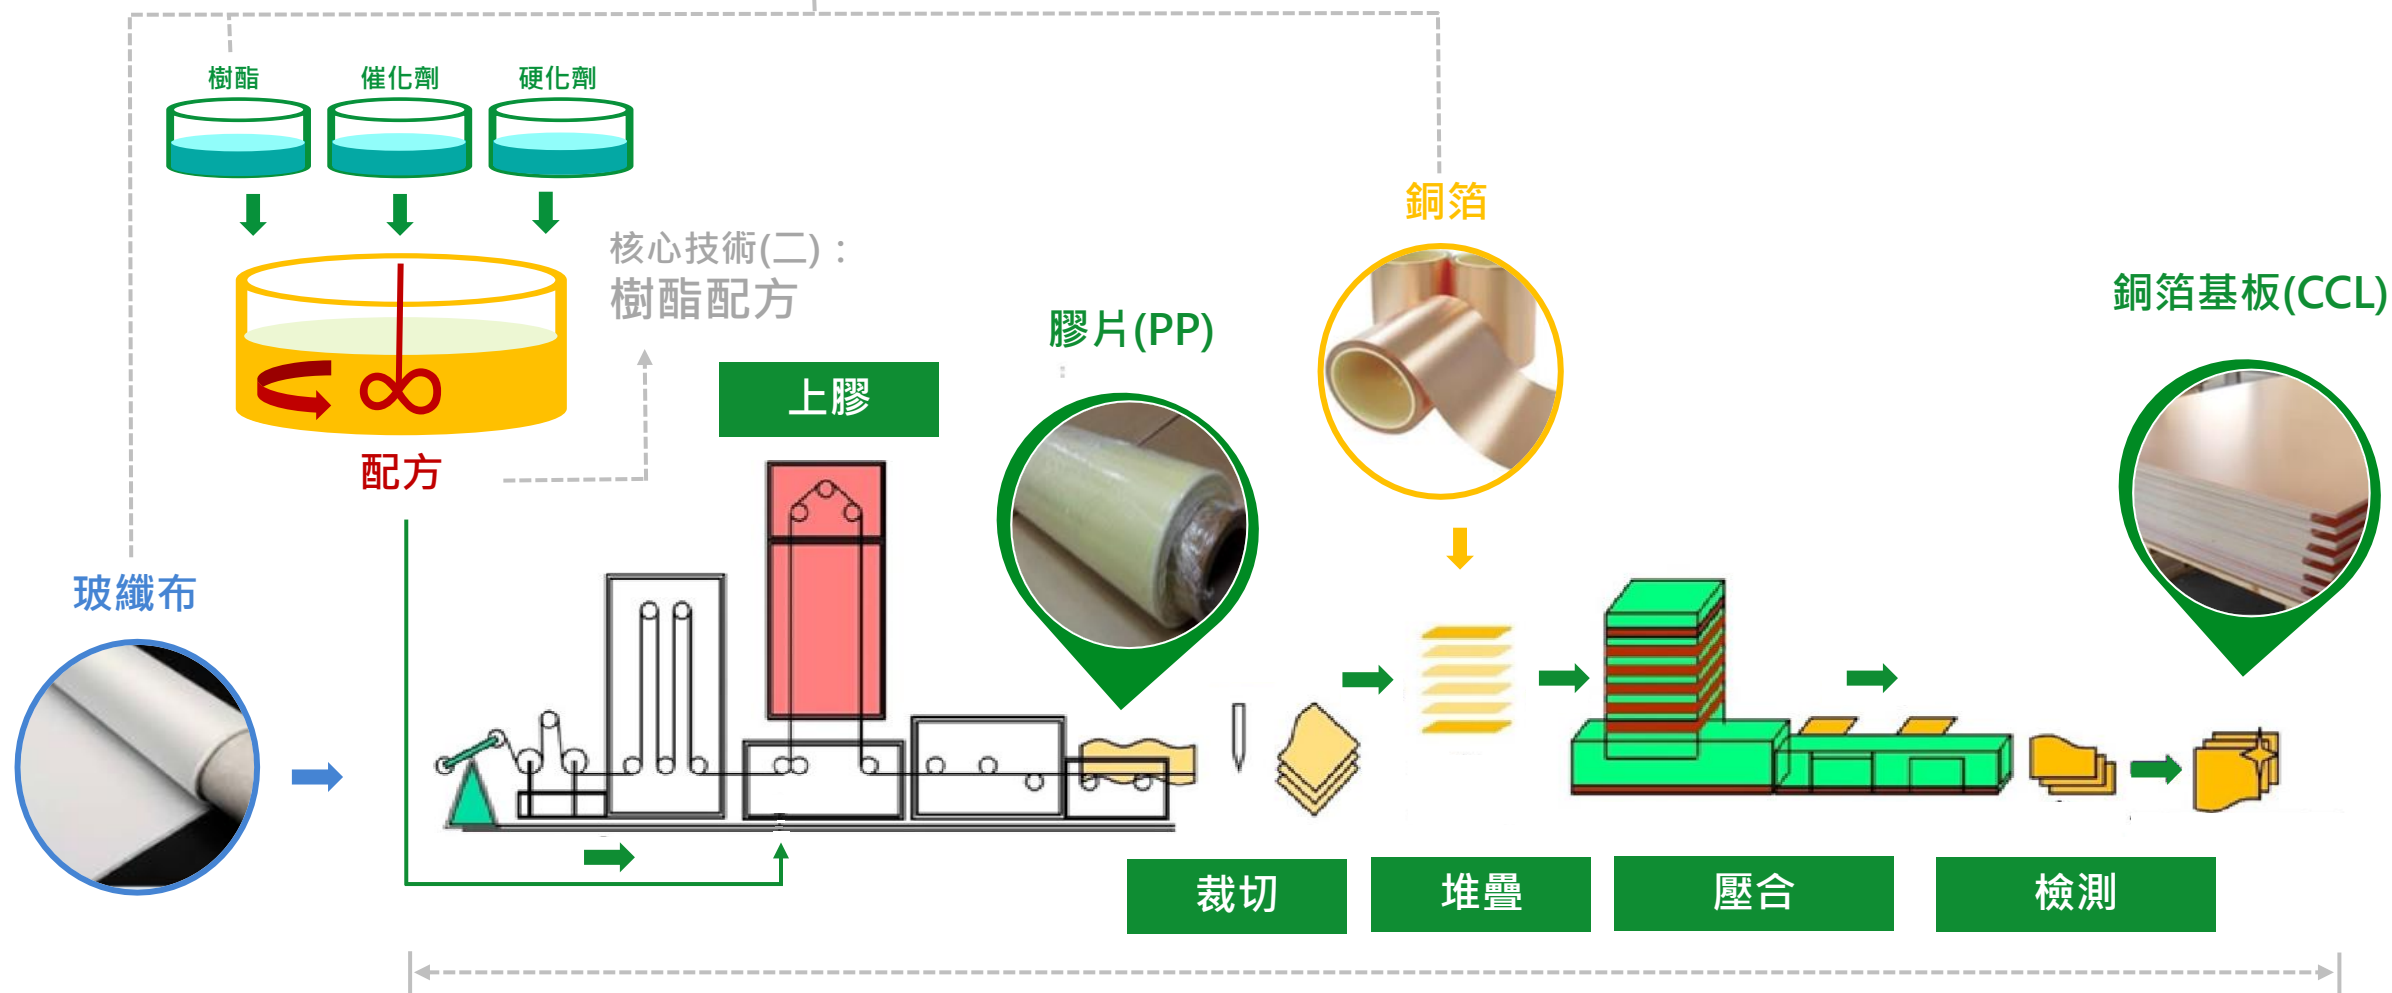 樹酯
催化劑
硬化劑
核心技術(二)：
樹酯配方
銅箔
銅箔基板(CCL)
膠片(PP)
上膠
配方
玻纖布
裁切
堆疊
壓合
檢測